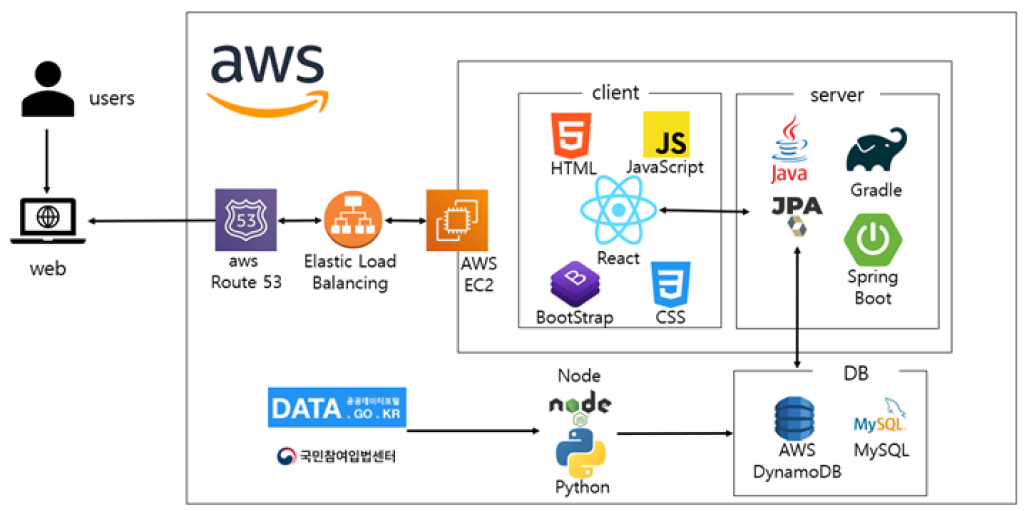 aws
users
web
53
aws
Route 53
Elastic Load
Balancing
AWS
EC2
client
HTML
JS
JavaScript
React
B
BootStrap
CSS
server
Java
Gradle
JPA
Spring
Boot
DATA 공공데이터포털
.GO.KR
국민참여입법센터
Node
node
JS
Python
DB
AWS
DynamoDB
MySQL
MySQL